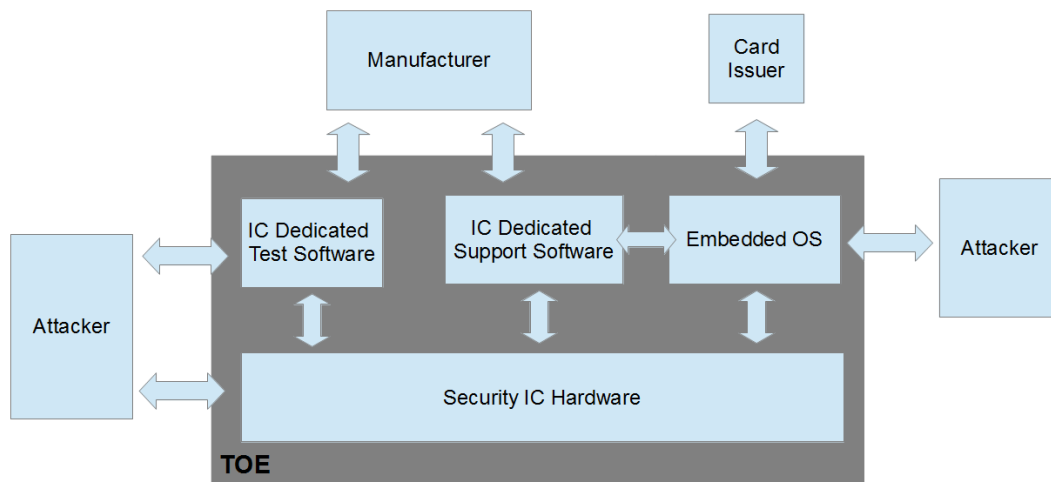 Manufacturer
Card
Issuer
IC Dedicated
Test Software
IC Dedicated
Support Software
Embedded OS
Attacker
Attacker
Security IC Hardware
TOE